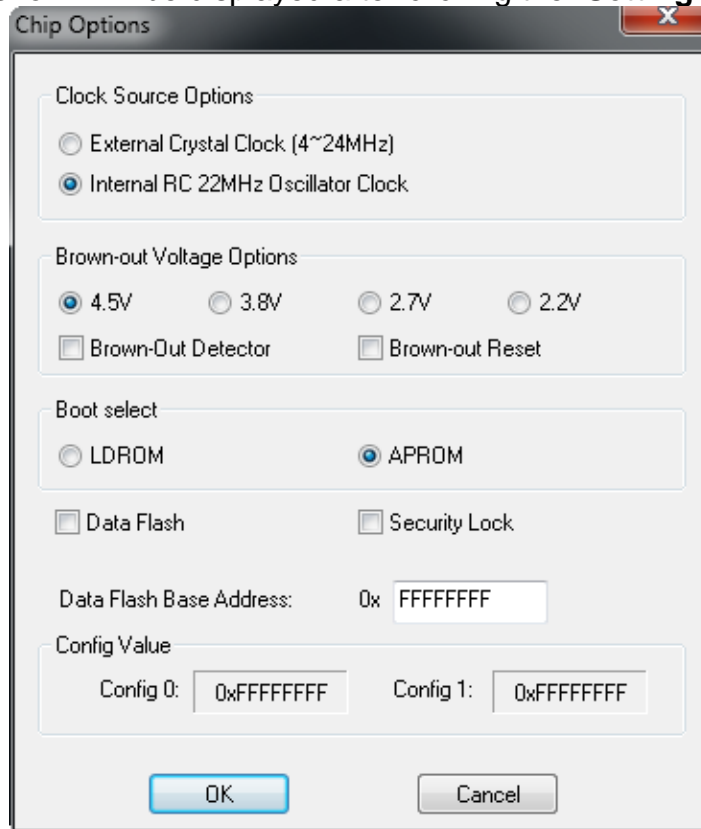 Chip Options
Clock Source Options
External Crystal Clock (4~24MHz)
Internal RC 22MHz Oscillator Clock
Brown-out Voltage Options
4.5V 3.8V 2.7V 2.2V
Brown-Out Detector Brown-out Reset
Boot select
LDROM APROM
Data Flash Security Lock
Data Flash Base Address: 0x FFFFFFFF
Config Value
Config 0: 0xFFFFFFFF Config 1: 0xFFFFFFFF
OK Cancel